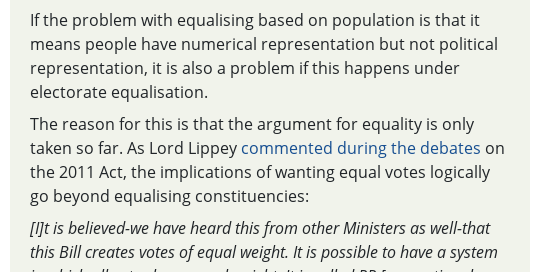 If the problem with equalising based on population is that it
means people have numerical representation but not political
representation, it is also a problem if this happens under
electorate equalisation.
The reason for this is that the argument for equality is only
taken so far. As Lord Lippey commented during the debates on
the 2011 Act, the implications of wanting equal votes logically
go beyond equalising constituencies:
[I]t is believed-we have heard this from other Ministers as well-that
this Bill creates votes of equal weight. It is possible to have a system